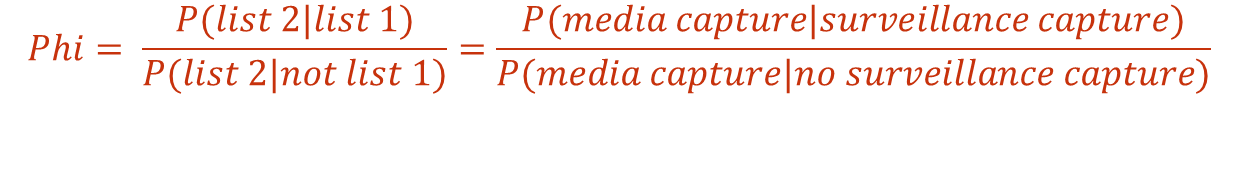 Phi = P(list 2|list 1) / P(list 2|not list 1) = P(media capture|surveillance capture) / P(media capture|no surveillance capture)